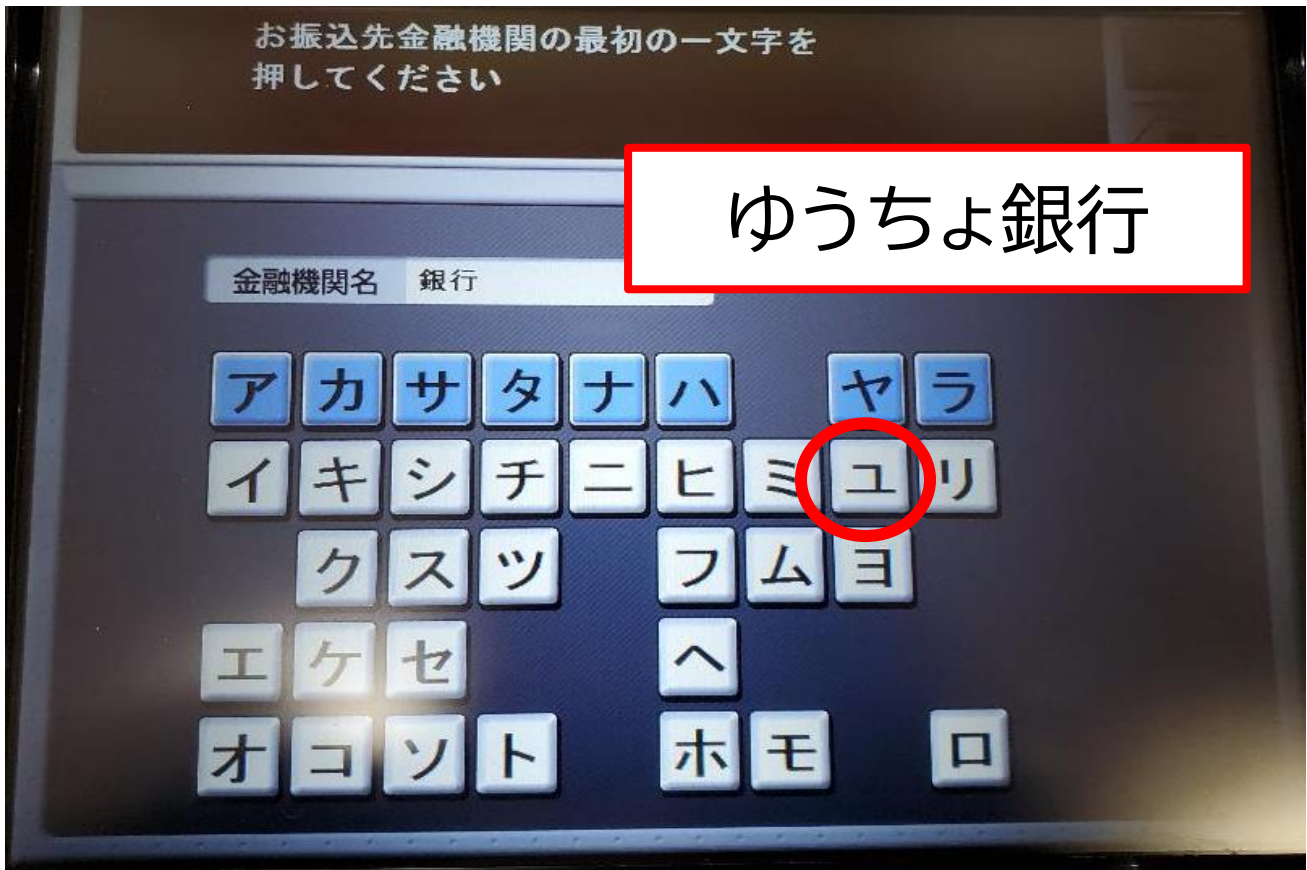 お振込先金融機関の最初の一文字を
押してください
ゆうちょ銀行
金融機関名 銀行
ア カ サ タ ナ ハ ヤ ラ
イ キ シ チ ニ ヒ ミ ユ リ
ク ス ツ フ ム ヨ
エ ケ セ ヘ
オ コ ソ ト ホ モ ロ